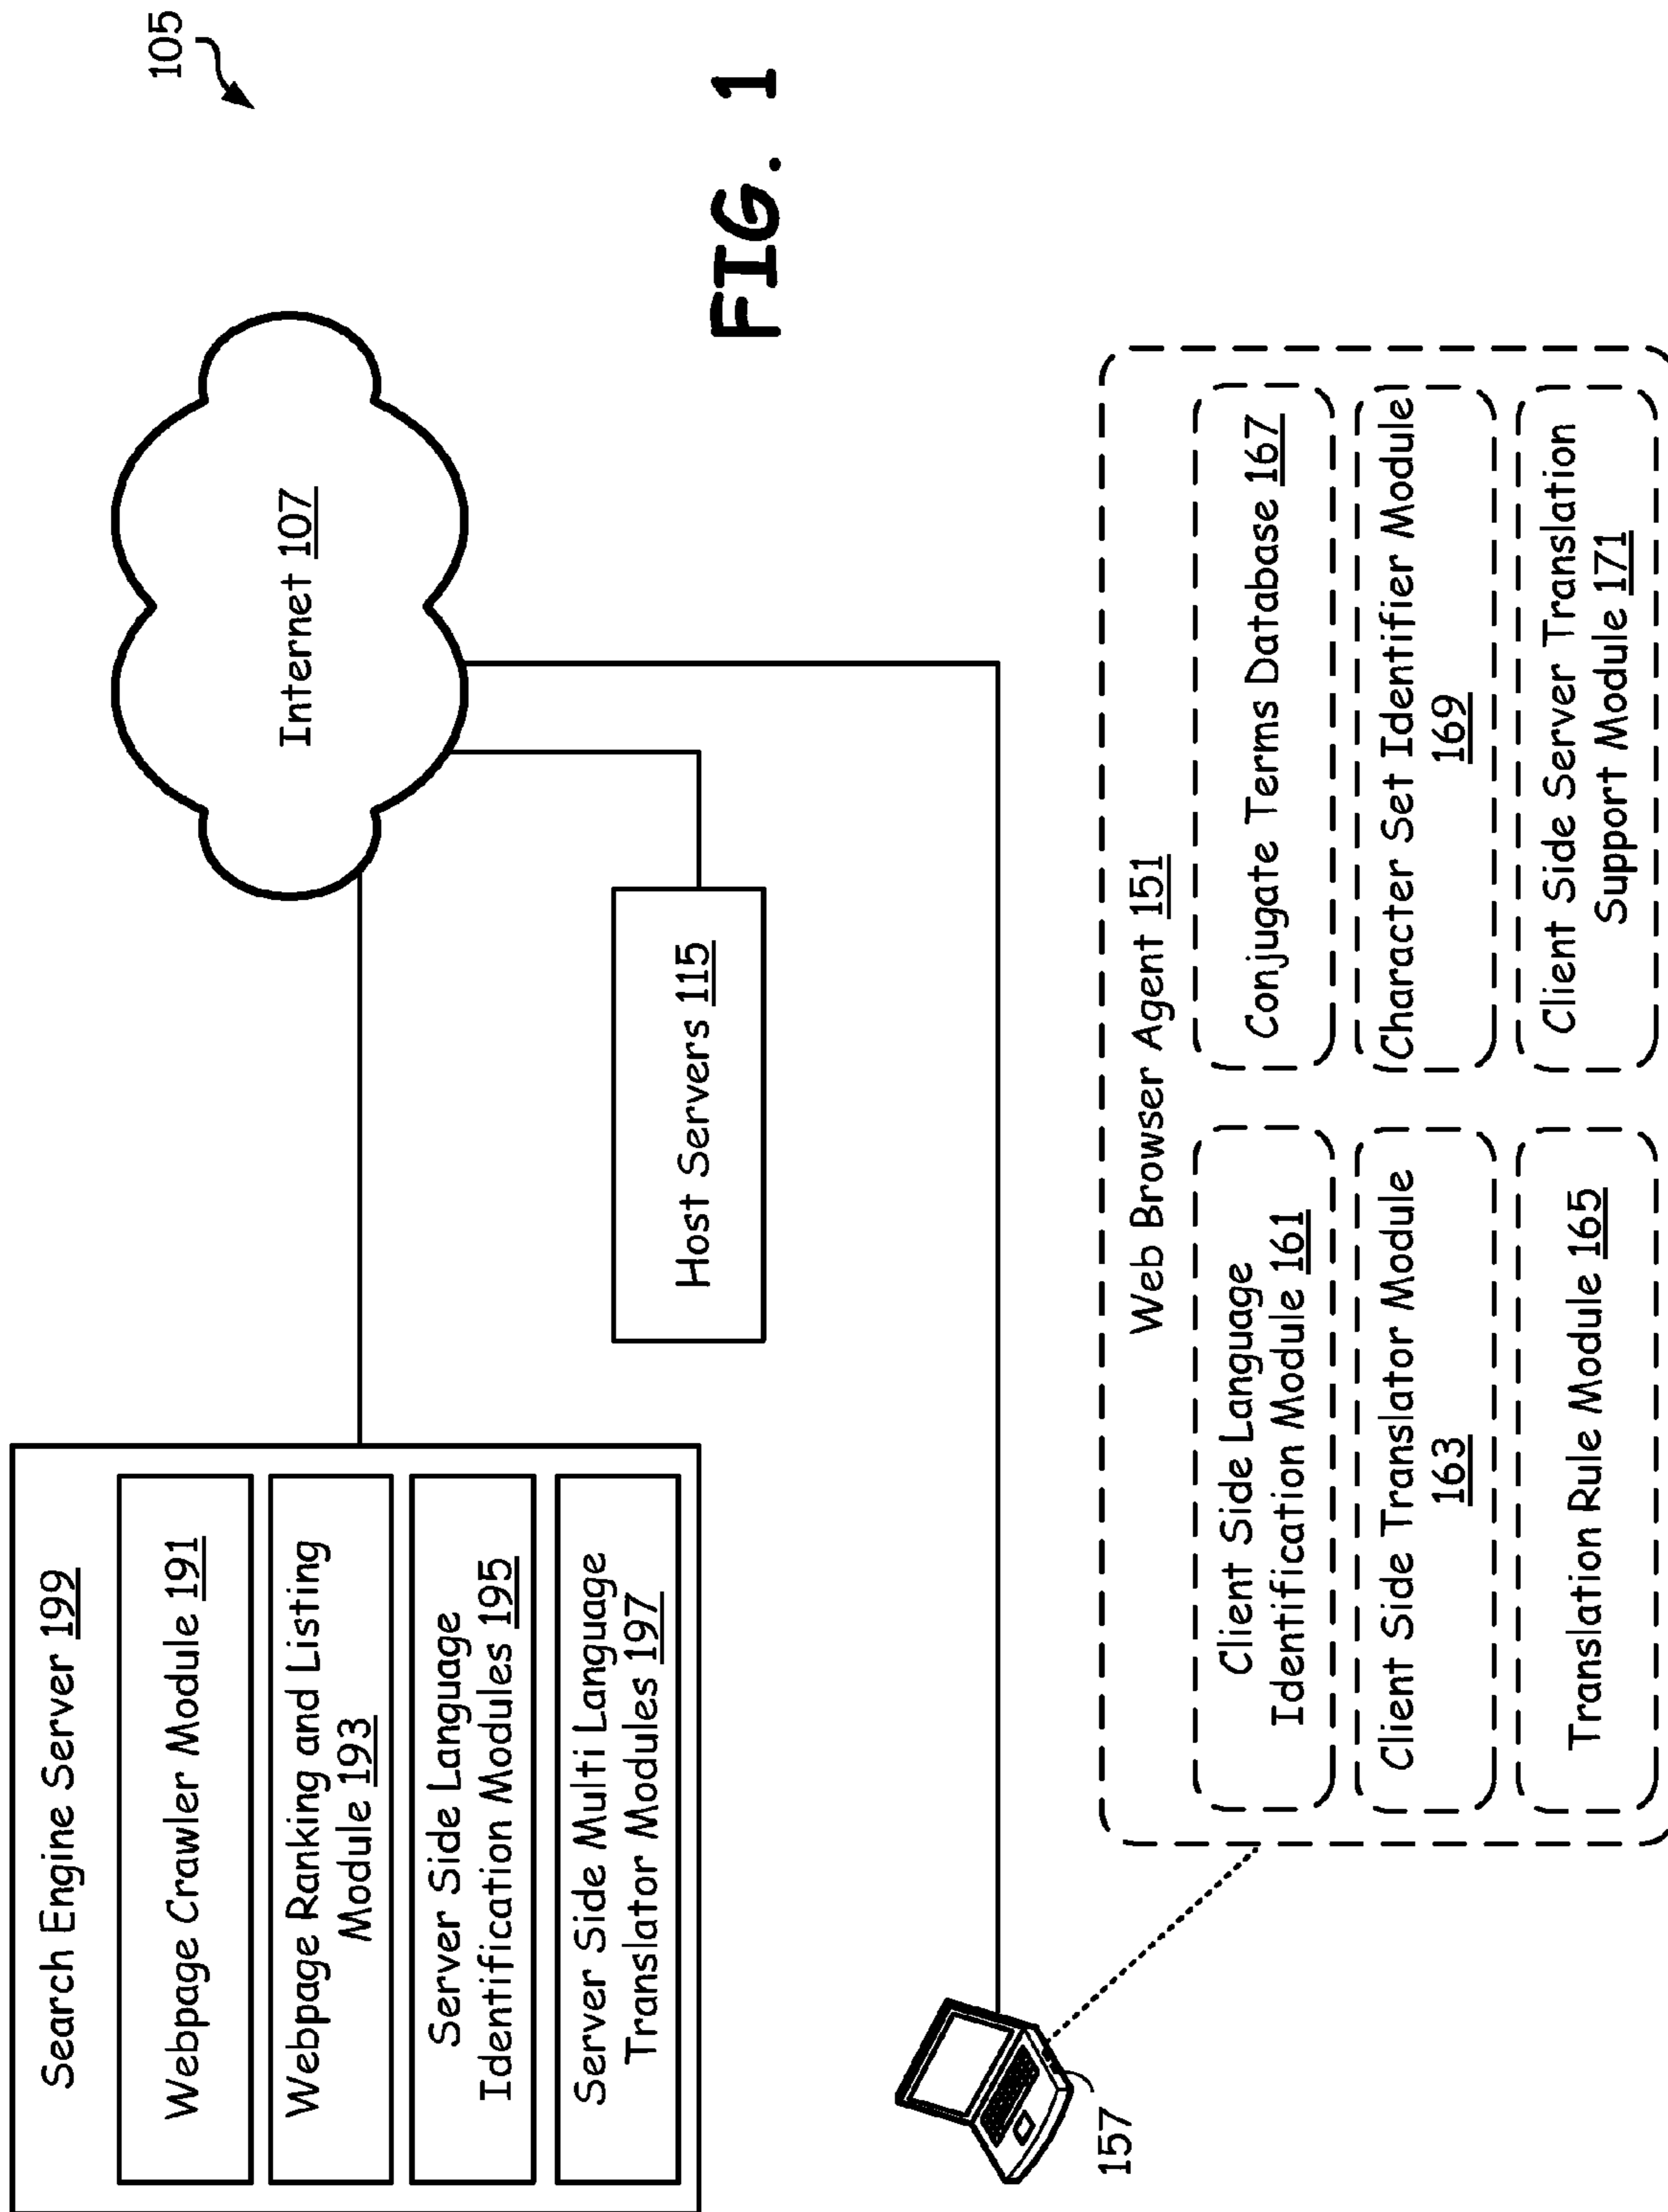 105
Search Engine Server 199
Webpage Crawler Module 191
Webpage Ranking and Listing
Module 193
Server Side Language
Identification Modules 195
Server Side Multi Language
Translator Modules 197
Internet 107
Host Servers 115
FIG. 1
157
Web Browser Agent 151
Client Side Language
Identification Module 161
Client Side Translator Module
163
Translation Rule Module 165
Conjugate Terms Database 167
Character Set Identifier Module
169
Client Side Server Translation
Support Module 171